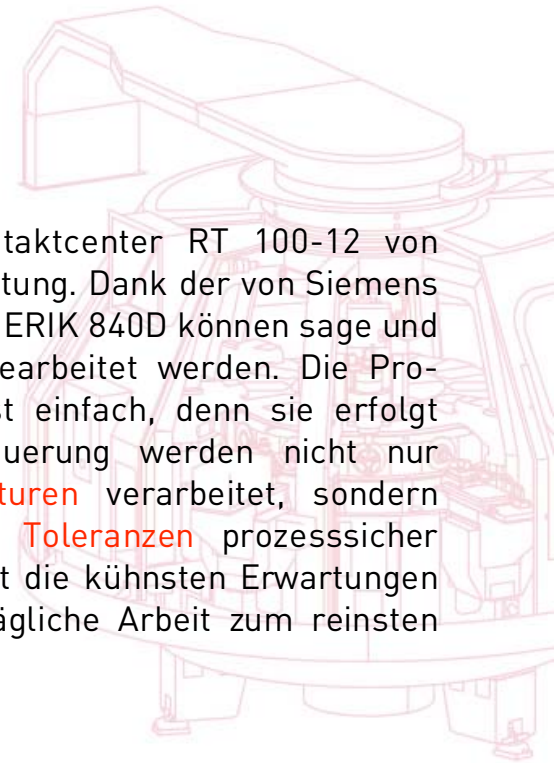 taktcenter RT 100-12 von
tung. Dank der von Siemens
ERIK 840D können sage und
earbeitet werden. Die Pro-
st einfach, denn sie erfolgt
uerung werden nicht nur
turen verarbeitet, sondern
Toleranzen prozesssicher
t die kühnsten Erwartungen
ägliche Arbeit zum reinsten